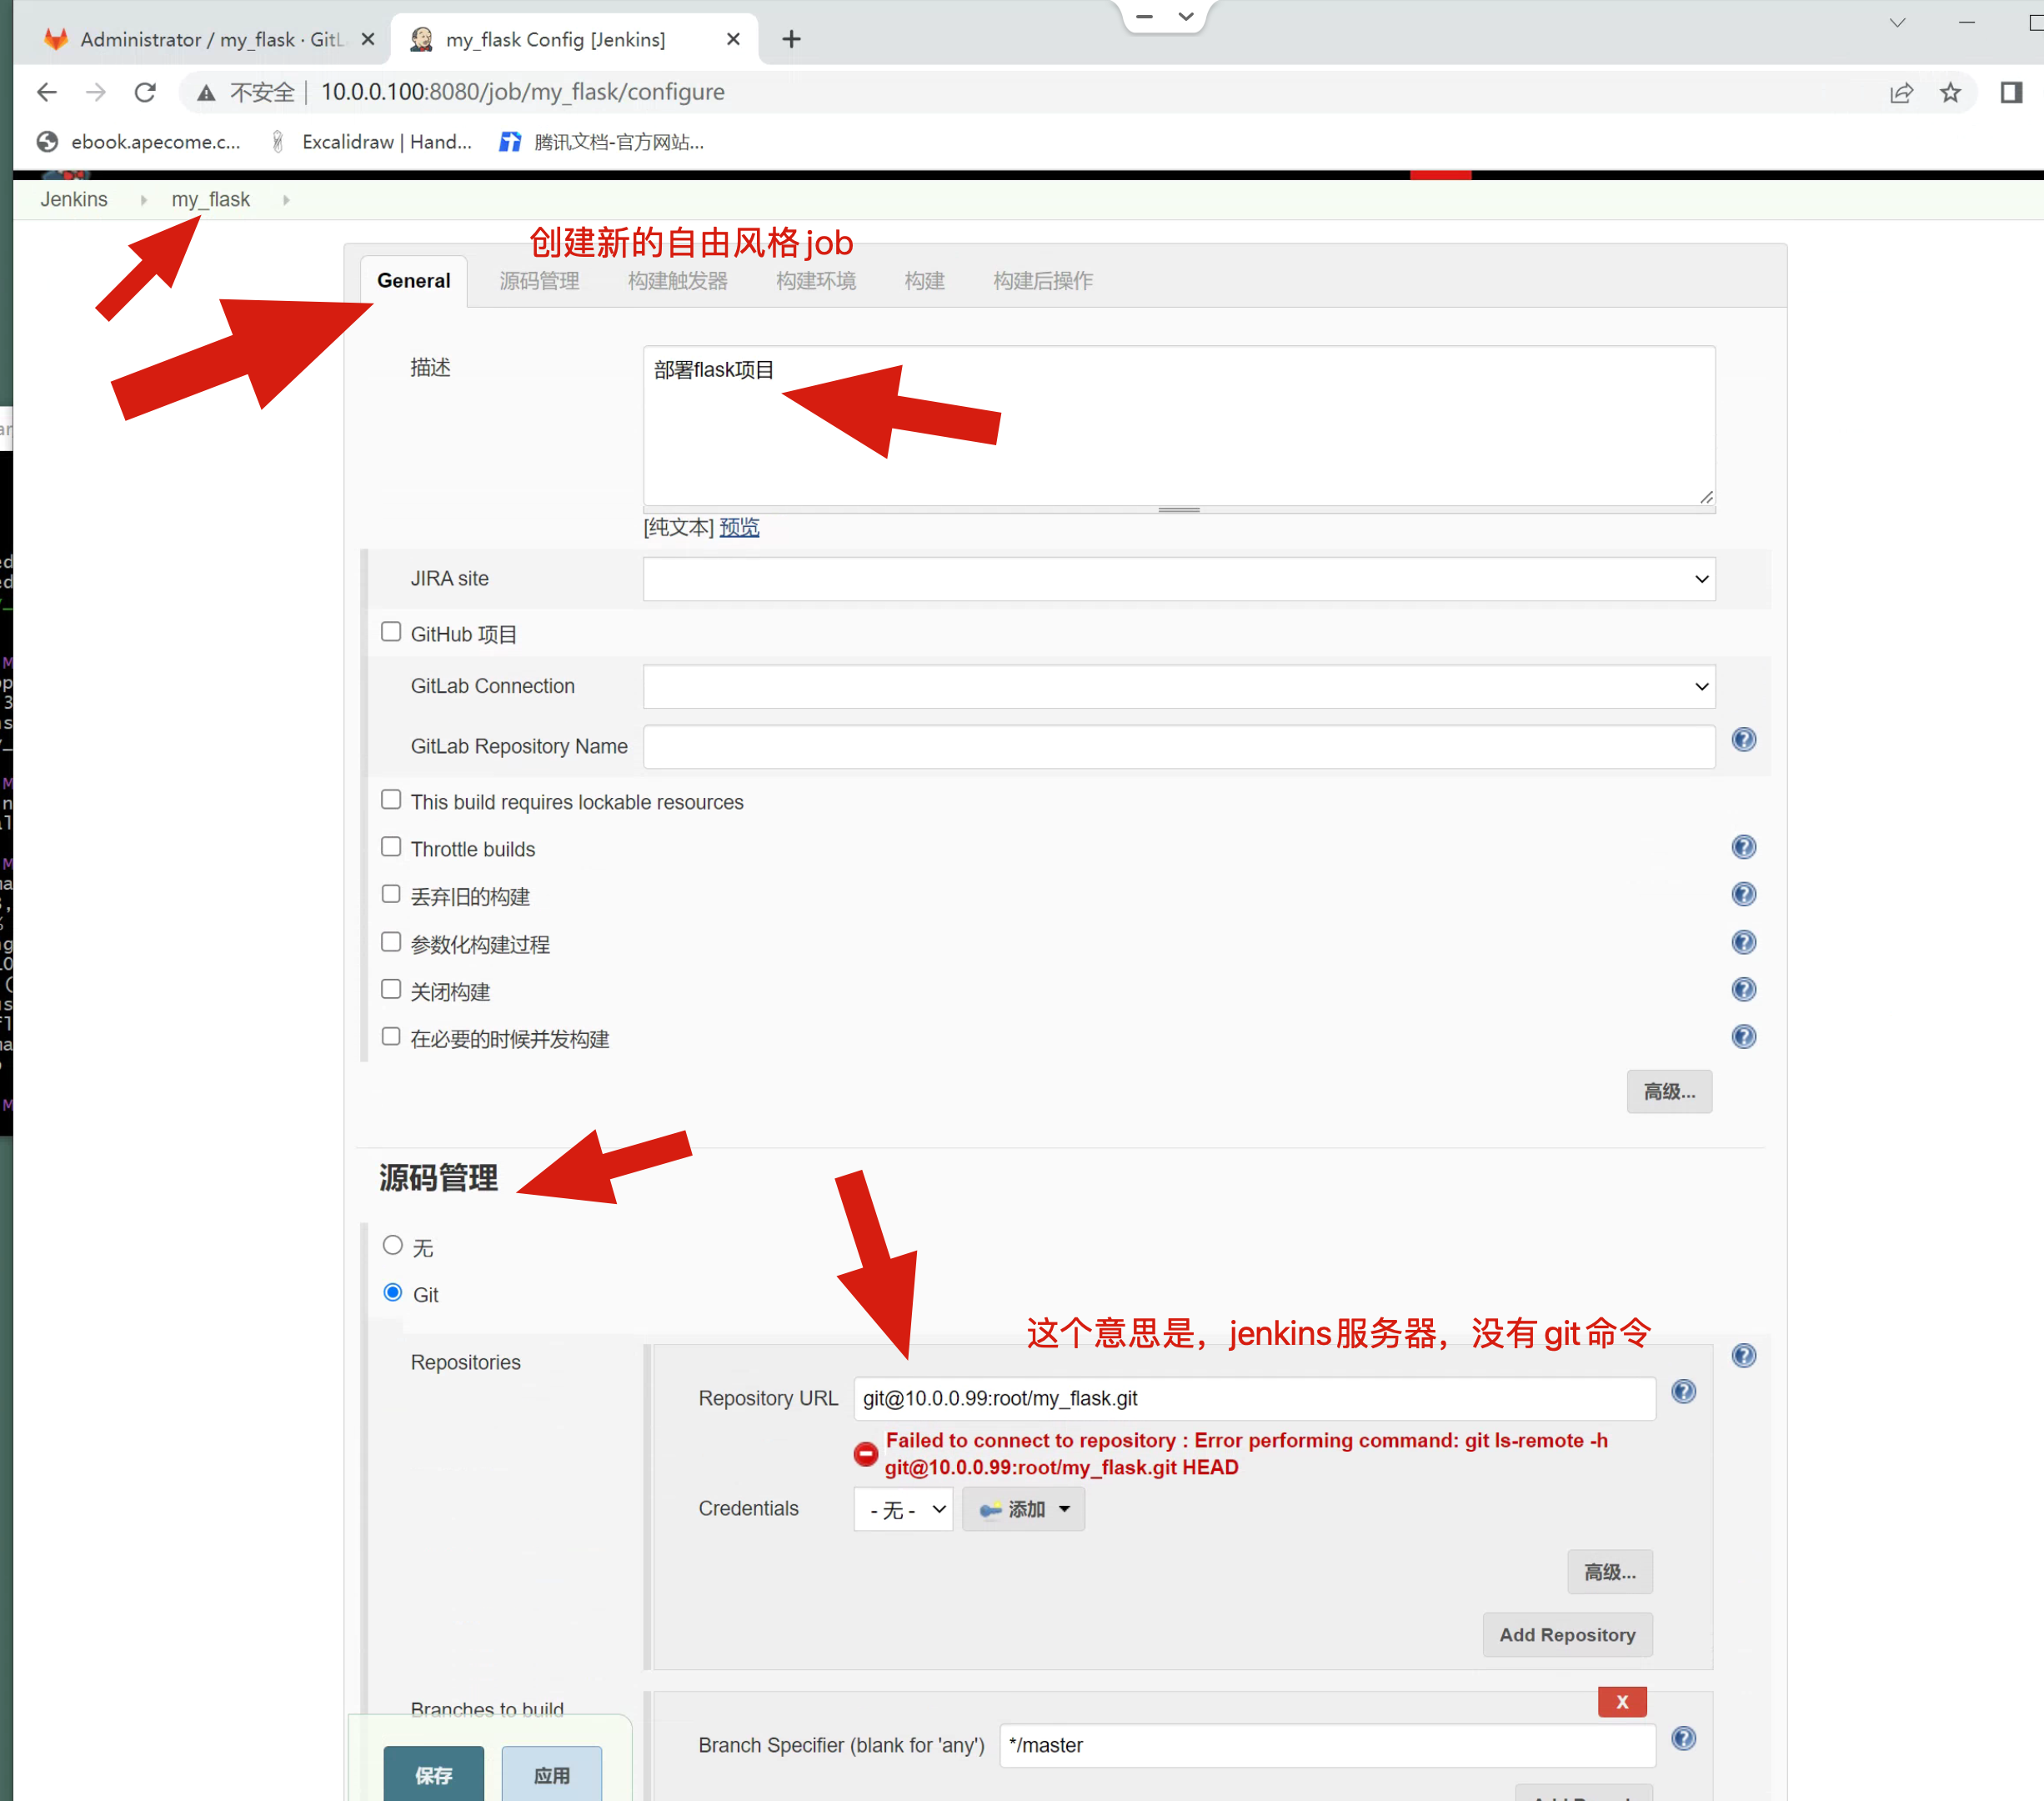 Administrator / my_flask · GitL
my_flask Config [Jenkins]
不安全
10.0.0.100:8080/job/my_flask/configure
ebook.apecome.c...
Excalidraw | Hand...
腾讯文档-官方网站...
Jenkins
my_flask
创建新的自由风格job
General
源码管理
构建触发器
构建环境
构建
构建后操作
描述
部署flask项目
[纯文本] 预览
JIRA site
GitHub 项目
GitLab Connection
GitLab Repository Name
This build requires lockable resources
Throttle builds
丢弃旧的构建
参数化构建过程
关闭构建
在必要的时候并发构建
高级...
源码管理
无
Git
这个意思是，jenkins服务器，没有git命令
Repositories
Repository URL
git@10.0.0.99:root/my_flask.git
Failed to connect to repository : Error performing command: git ls-remote -h
git@10.0.0.99:root/my_flask.git HEAD
Credentials
- 无 -
添加
高级...
Add Repository
Branches to build
X
Branch Specifier (blank for 'any')
*/master
保存
应用